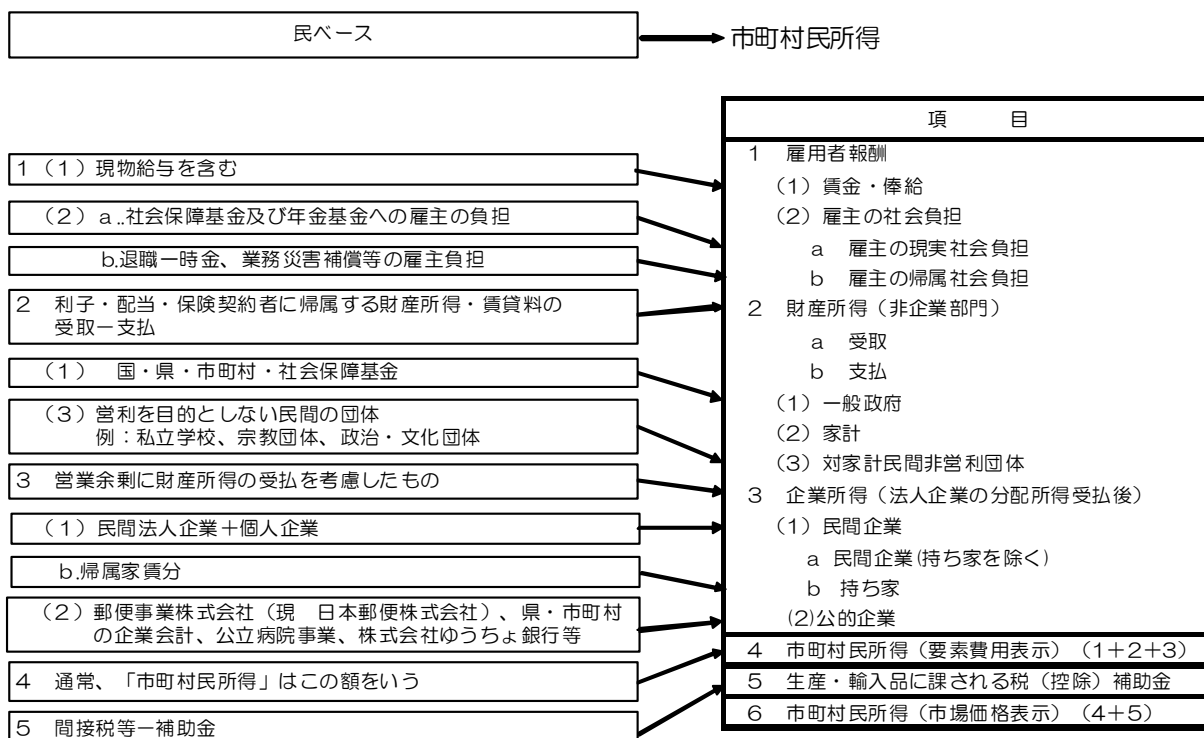 民ベース
市町村民所得
1 (1)現物給与を含む
(2)a..社会保障基金及び年金基金への雇主の負担
b.退職一時金、業務災害補償等の雇主負担
2 利子・配当・保険契約者に帰属する財産所得・賃貸料の
受取ー支払
(1) 国・県・市町村・社会保障基金
(3)営利を目的としない民間の団体
例:私立学校、宗教団体、政治・文化団体
3 営業余剰に財産所得の受払を考慮したもの
(1)民間法人企業+個人企業
b.帰属家賃分
(2)郵便事業株式会社(現 日本郵便株式会社)、県・市町村
の企業会計、公立病院事業、株式会社ゆうちょ銀行等
4 通常、「市町村民所得」はこの額をいう
5 間接税等ー補助金
項 目
1 雇用者報酬
(1)賃金・俸給
(2)雇主の社会負担
a 雇主の現実社会負担
b 雇主の帰属社会負担
2 財産所得(非企業部門)
a 受取
b 支払
(1)一般政府
(2)家計
(3)対家計民間非営利団体
3 企業所得(法人企業の分配所得受払後)
(1)民間企業
a 民間企業(持ち家を除く)
b 持ち家
(2)公的企業
4 市町村民所得(要素費用表示)(1+2+3)
5 生産・輸入品に課される税(控除)補助金
6 市町村民所得(市場価格表示)(4+5)